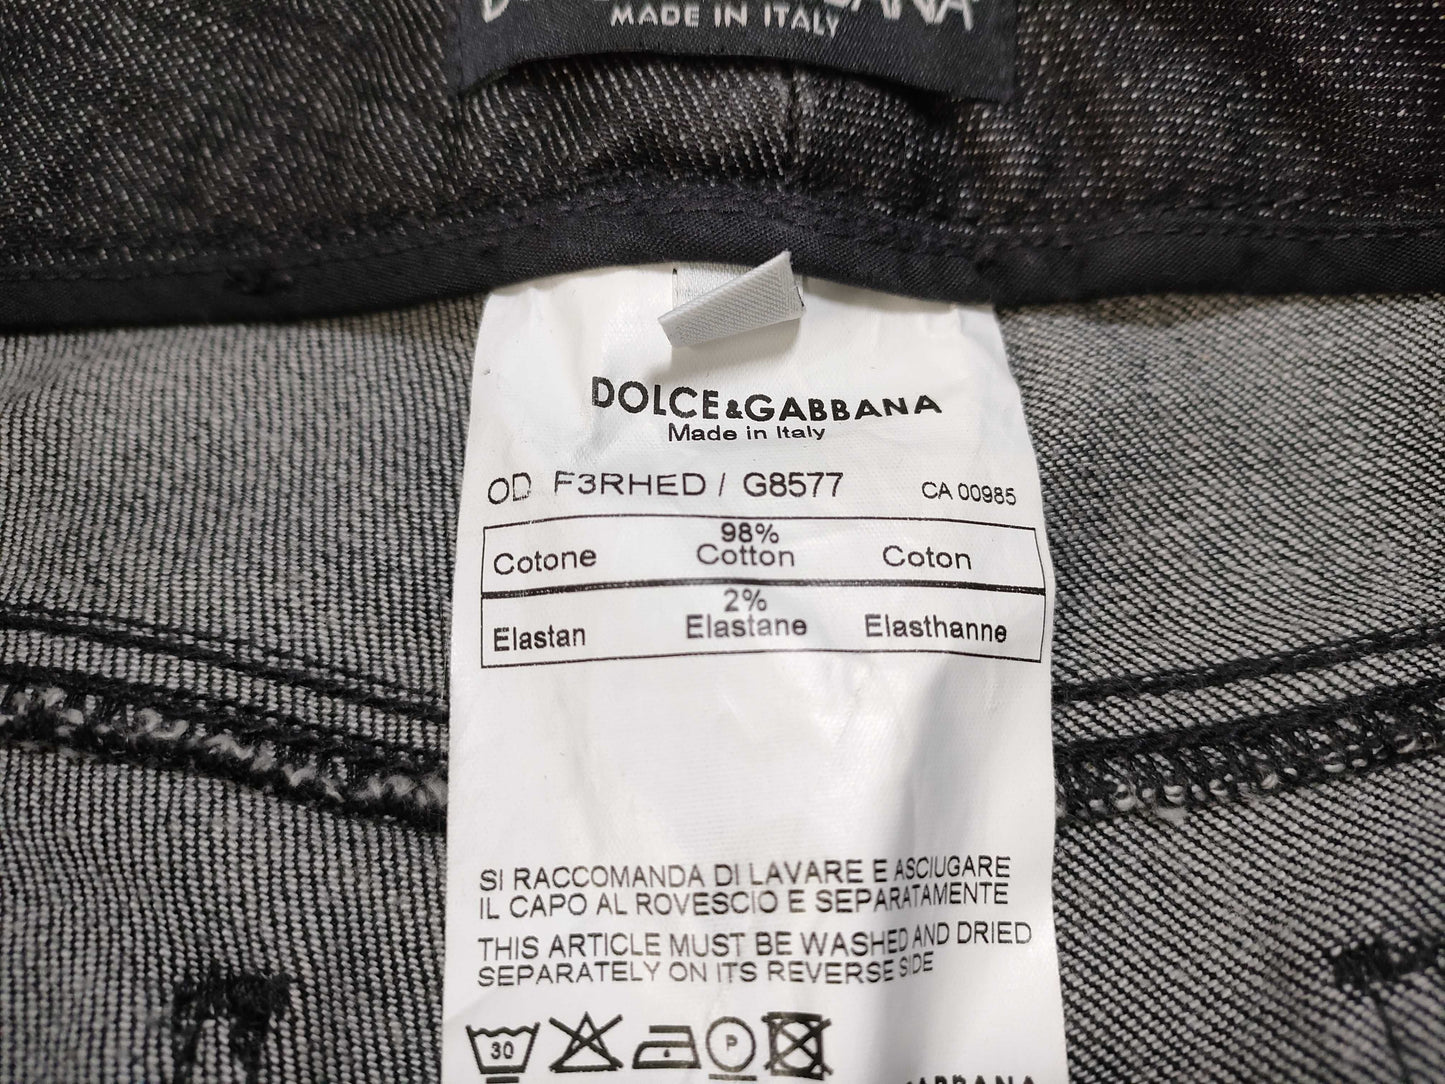 MADE IN ITALY
DOLCE&GABBANA
Made in Italy
OD F3RHED / G8577 CA 00985
98%
Cotone Cotton Coton
2%
Elastan Elastane Elasthanne
SI RACCOMANDA DI LAVARE E ASCIUGARE
IL CAPO AL ROVESCIO E SEPARATAMENTE
THIS ARTICLE MUST BE WASHED AND DRIED
SEPARATELY ON ITS REVERSE SIDE
30 P